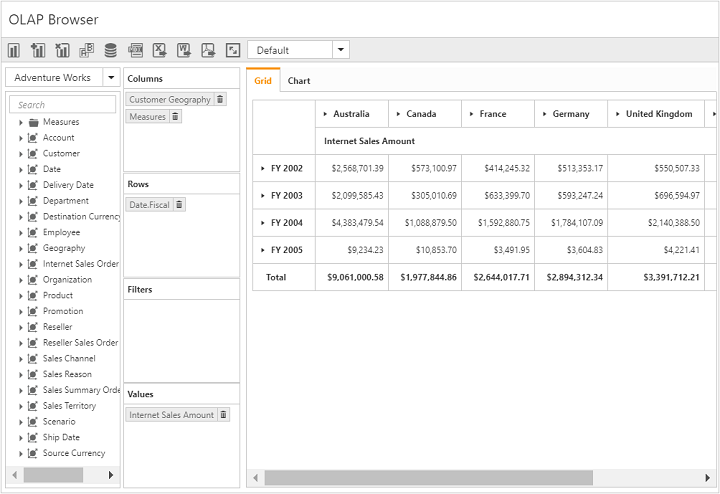 OLAP Browser
Default
Adventure Works
Search
Measures
Account
Customer
Date
Delivery Date
Department
Destination Currency
Employee
Geography
Internet Sales Order
Organization
Product
Promotion
Reseller
Reseller Sales Order
Sales Channel
Sales Reason
Sales Summary Orde
Sales Territory
Scenario
Ship Date
Source Currency
Columns
Customer Geography
Measures
Rows
Date.Fiscal
Filters
Values
Internet Sales Amount
Grid Chart
Australia Canada France Germany United Kingdom
Internet Sales Amount
FY 2002 $2,568,701.39 $573,100.97 $414,245.32 $513,353.17 $550,507.33
FY 2003 $2,099,585.43 $305,010.69 $633,399.70 $593,247.24 $696,594.97
FY 2004 $4,383,479.54 $1,088,879.50 $1,592,880.75 $1,784,107.09 $2,140,388.50
FY 2005 $9,234.23 $10,853.70 $3,491.95 $3,604.83 $4,221.41
Total $9,061,000.58 $1,977,844.86 $2,644,017.71 $2,894,312.34 $3,391,712.21